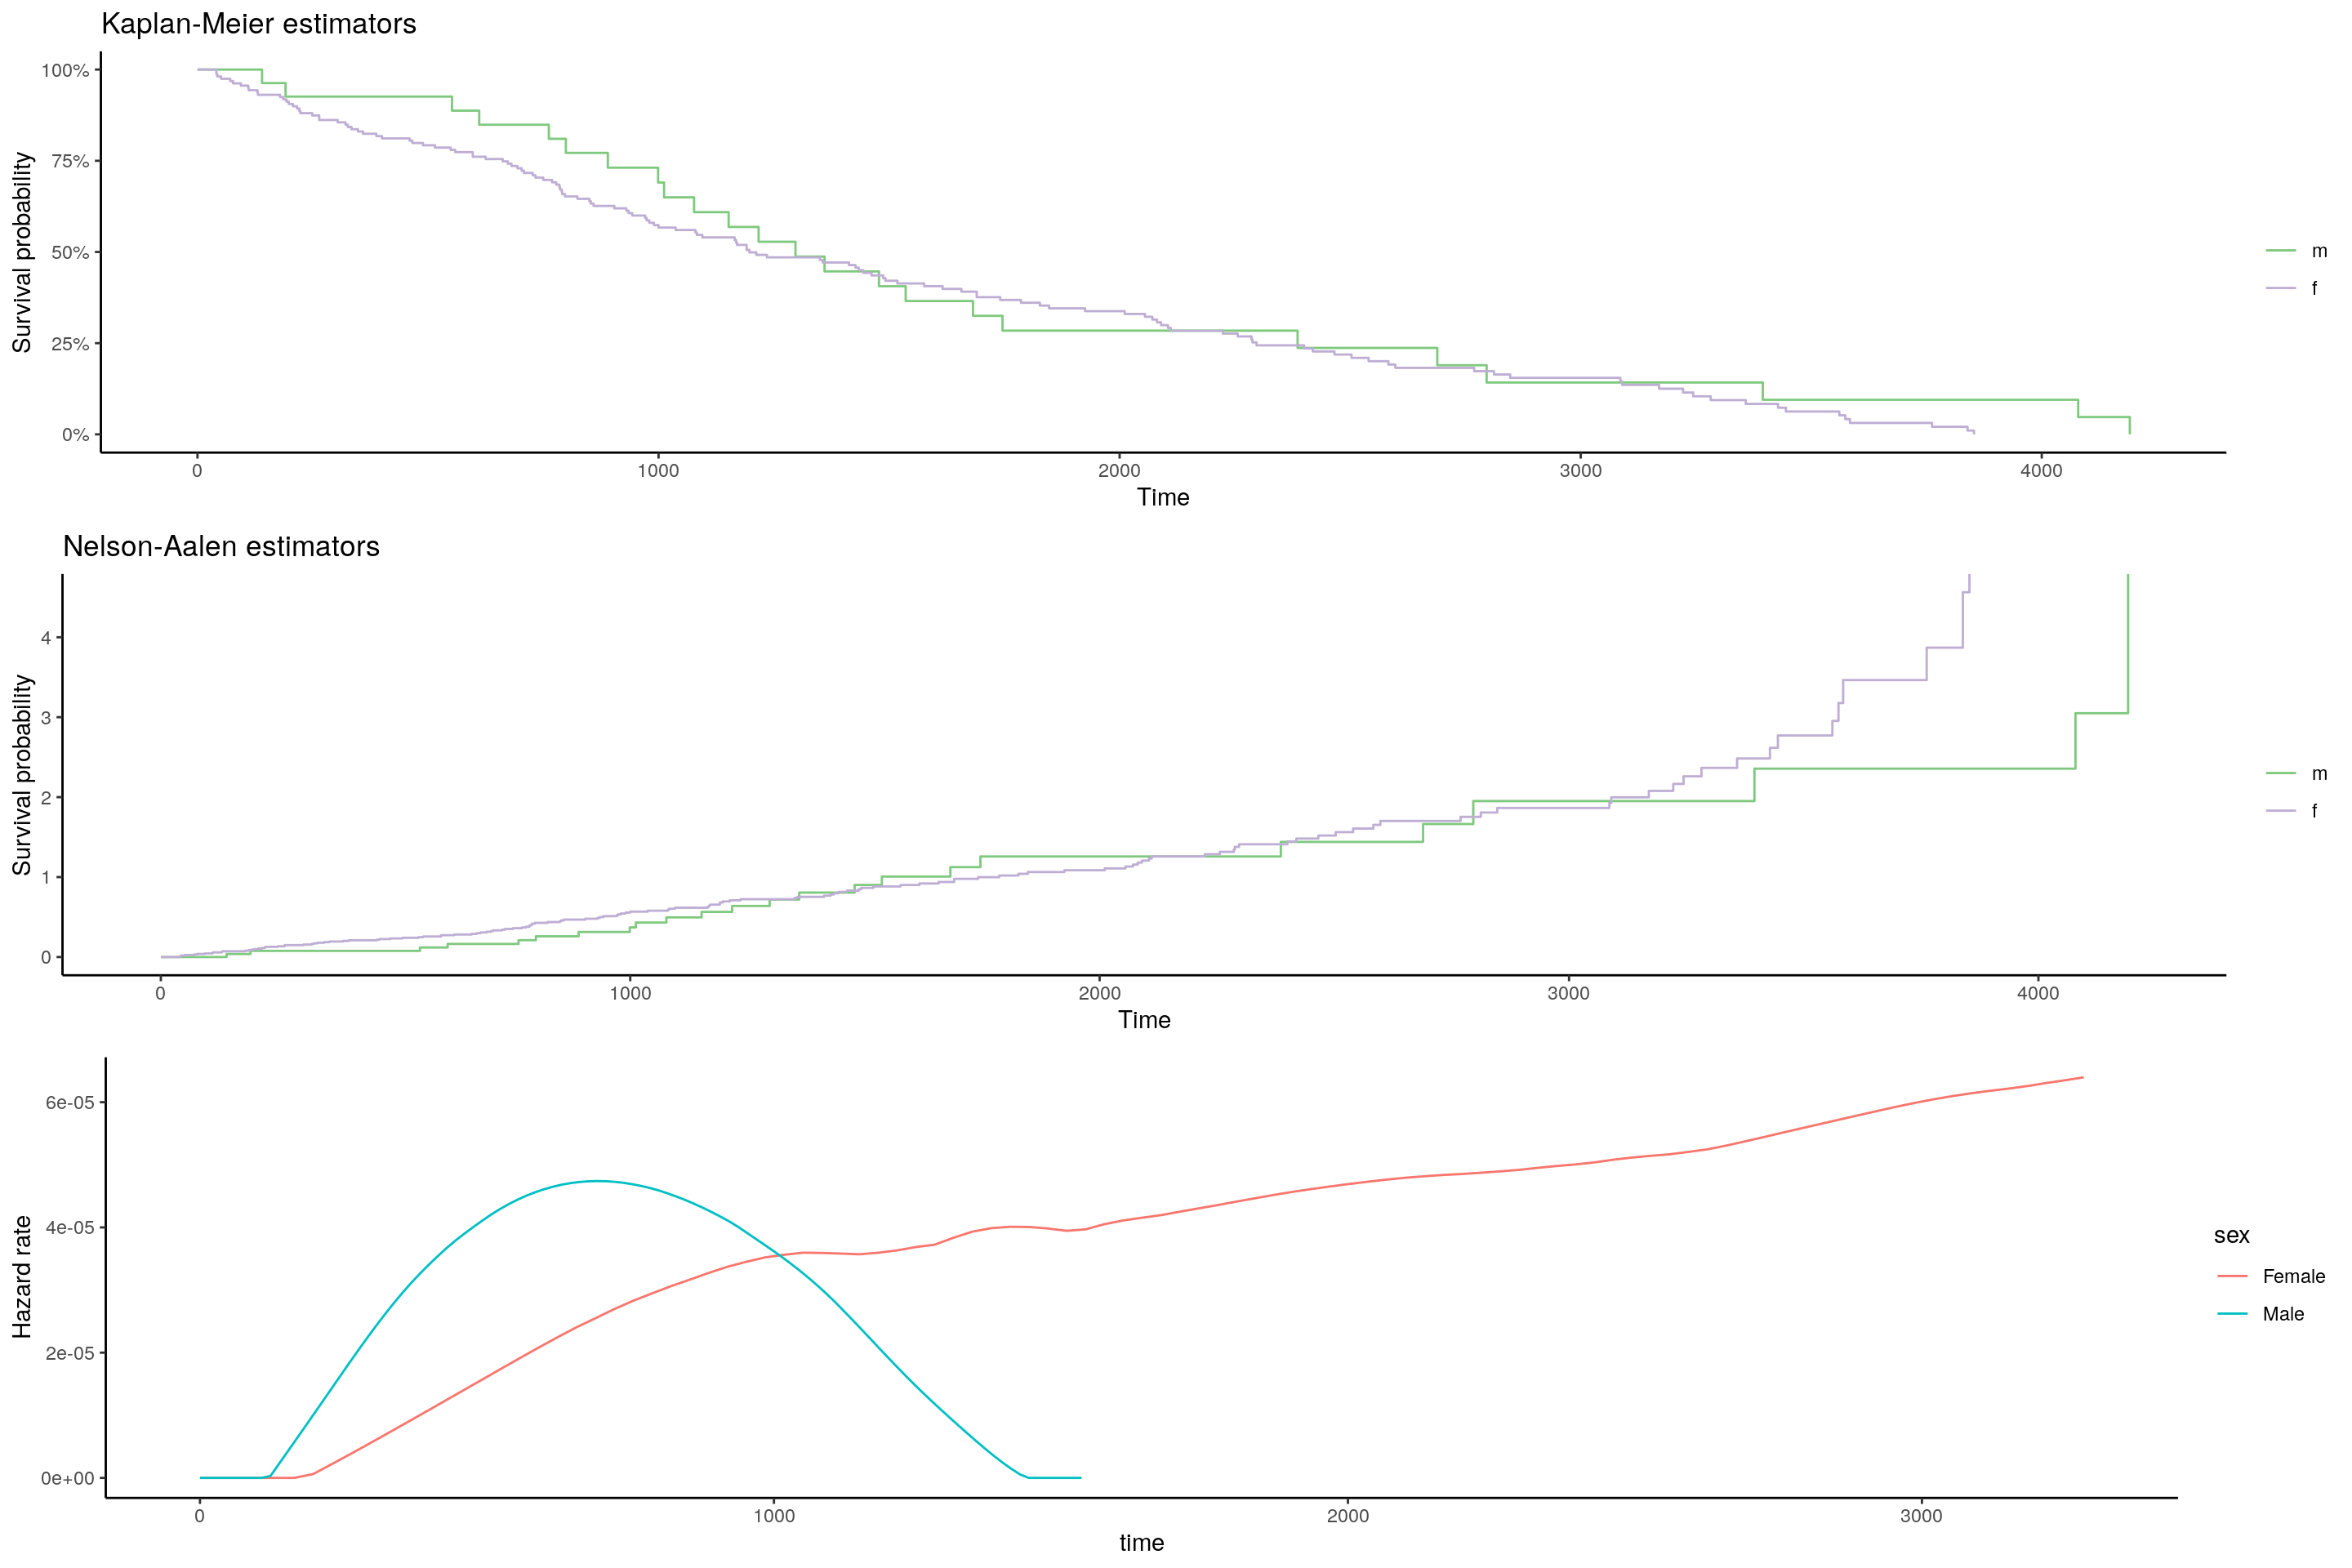 Kaplan-Meier estimators
Survival probability
100%
75%
50%
25%
0%
0 1000 2000 3000 4000
Time
m
f
Nelson-Aalen estimators
Survival probability
4
3
2
1
0
0 1000 2000 3000 4000
Time
m
f
Hazard rate
6e-05
4e-05
2e-05
0e+00
0 1000 2000 3000
time
sex
Female
Male